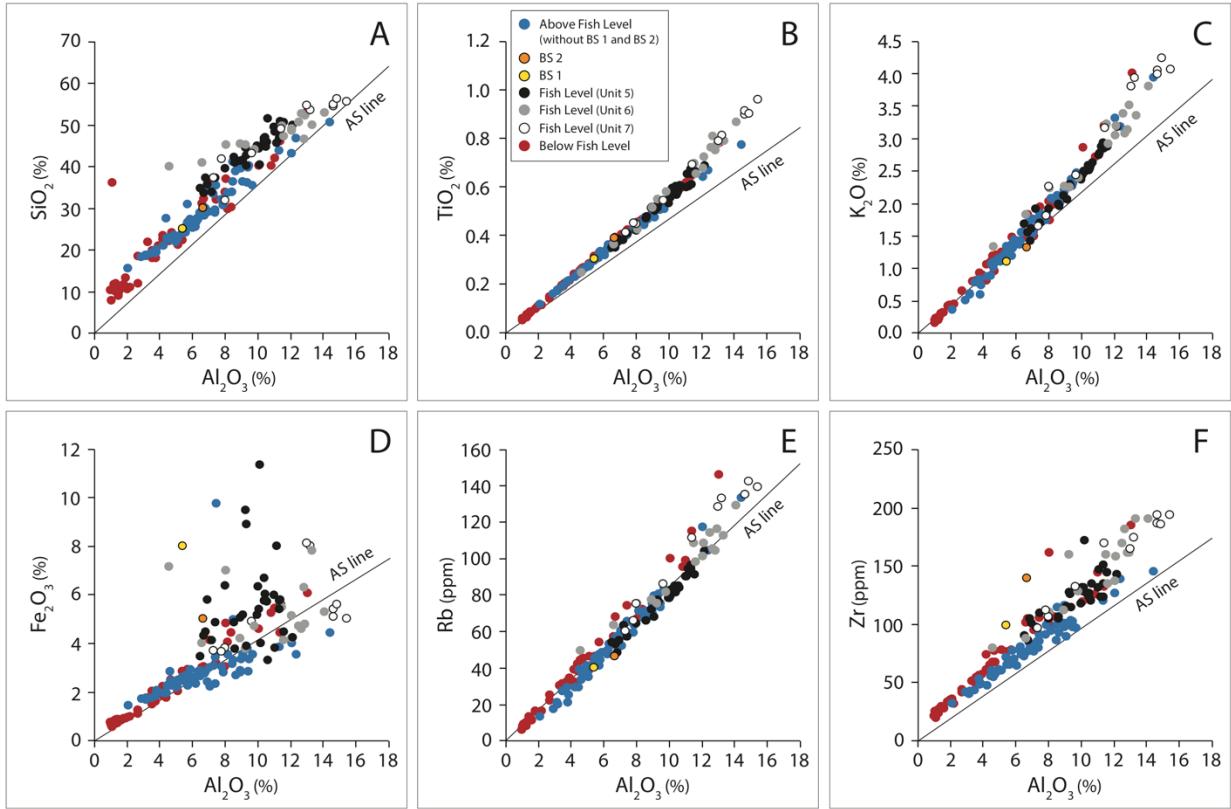 A
SiO2 (%)
70
60
50
40
30
20
10
0
AS line
0 2 4 6 8 10 12 14 16 18
Al2O3 (%)
B
TiO2 (%)
1.2
1.0
0.8
0.6
0.4
0.2
0.0
Above Fish Level
(without BS 1 and BS 2)
BS 2
BS 1
Fish Level (Unit 5)
Fish Level (Unit 6)
Fish Level (Unit 7)
Below Fish Level
AS line
0 2 4 6 8 10 12 14 16 18
Al2O3 (%)
C
K2O (%)
4.5
4.0
3.5
3.0
2.5
2.0
1.5
1.0
0.5
0.0
AS line
0 2 4 6 8 10 12 14 16 18
Al2O3 (%)
D
Fe2O3 (%)
12
10
8
6
4
2
0
AS line
0 2 4 6 8 10 12 14 16 18
Al2O3 (%)
E
Rb (ppm)
160
140
120
100
80
60
40
20
0
AS line
0 2 4 6 8 10 12 14 16 18
Al2O3 (%)
F
Zr (ppm)
250
200
150
100
50
0
AS line
0 2 4 6 8 10 12 14 16 18
Al2O3 (%)